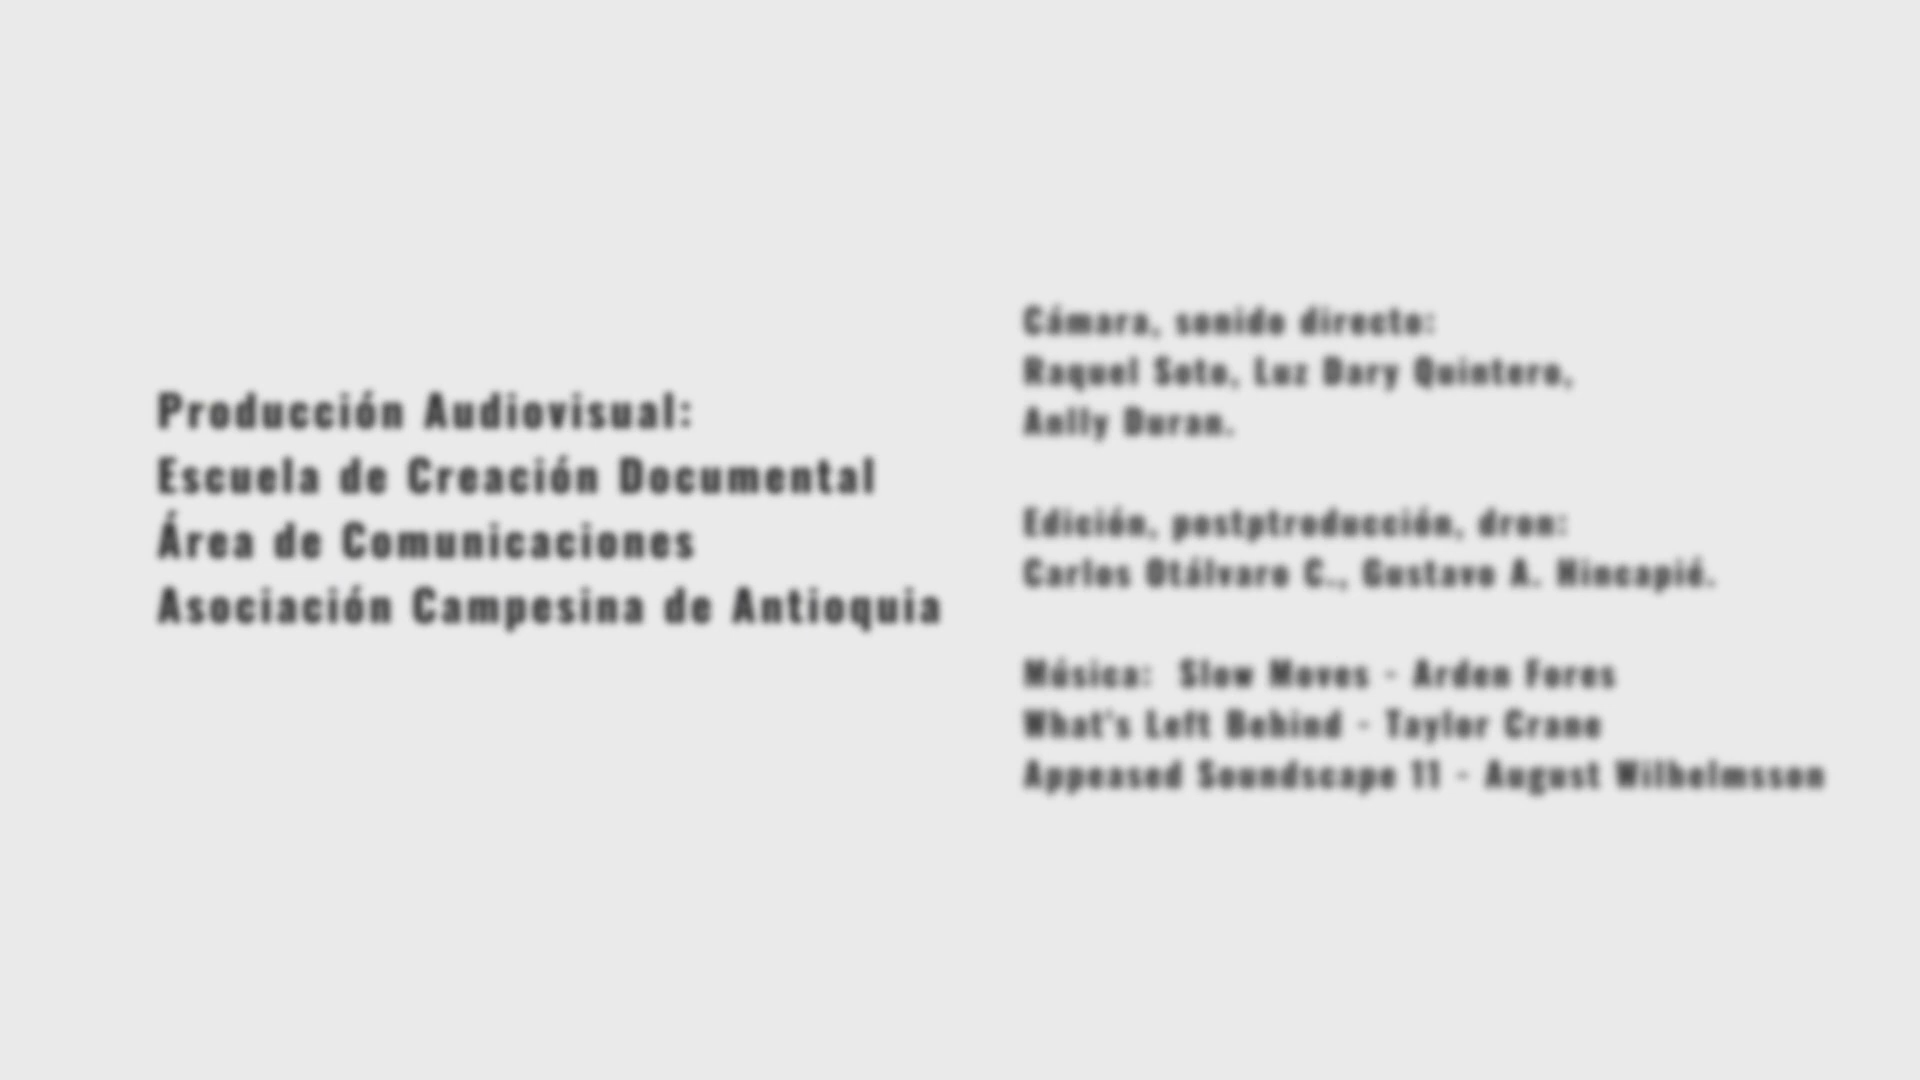 Producción Audiovisual:
Escuela de Creación Documental
Área de Comunicaciones
Asociación Campesina de Antioquia
Cámara, sonido directo:
Raquel Soto, Luz Dary Quintero,
Anlly Duran.
Edición, postptroducción, dron:
Carlos Otálvaro C., Gustavo A. Hincapié.
Música:  Slow Moves - Arden Fores
What's Left Behind - Taylor Crane
Appeased Soundscape 11 - August Wilhelmsson